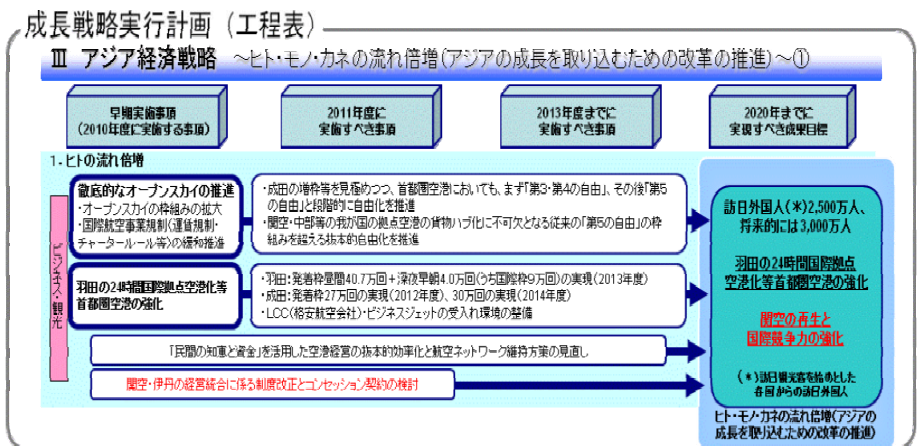 成長戦略実行計画（工程表）
Ⅲ アジア経済戦略 ～ヒト・モノ・カネの流れ倍増（アジアの成長を取り込むための改革の推進）～①
早期実施事項
（2010年度に実施する事項）
2011年度に
実施すべき事項
2013年度までに
実施すべき事項
2020年までに
実現すべき成果目標
1．ヒトの流れ倍増
ビジネス・観光
徹底的なオープンスカイの推進
・オープンスカイの枠組みの拡大
・国際航空事業規制（運賃規制・
チャータールール等）の緩和推進
・成田の増枠等を見極めつつ、首都圏空港においても、まず「第3・第4の自由」、その後「第5
の自由」と段階的に自由化を推進
・関空・中部等の我が国の拠点空港の貨物ハブ化に不可欠となる従来の「第5の自由」の枠
組みを超える抜本的自由化を推進
羽田の24時間国際拠点空港化等
首都圏空港の強化
・羽田：発着枠昼間40.7万回＋深夜早朝4.0万回（うち国際枠9万回）の実現（2013年度）
・成田：発着枠27万回の実現（2012年度）、30万回の実現（2014年度）
・LCC（格安航空会社）・ビジネスジェットの受入れ環境の整備
「民間の知恵と資金」を活用した空港経営の抜本的効率化と航空ネットワーク維持方策の見直し
関空・伊丹の経営統合に係る制度改正とコンセッション契約の検討
訪日外国人（＊）2,500万人、
将来的には3,000万人
羽田の24時間国際拠点
空港化等首都圏空港の強化
関空の再生と
国際競争力の強化
（＊）訪日観光客を始めとした
各国からの訪日外国人
ヒト・モノ・カネの流れ倍増（アジアの
成長を取り込むための改革の推進）